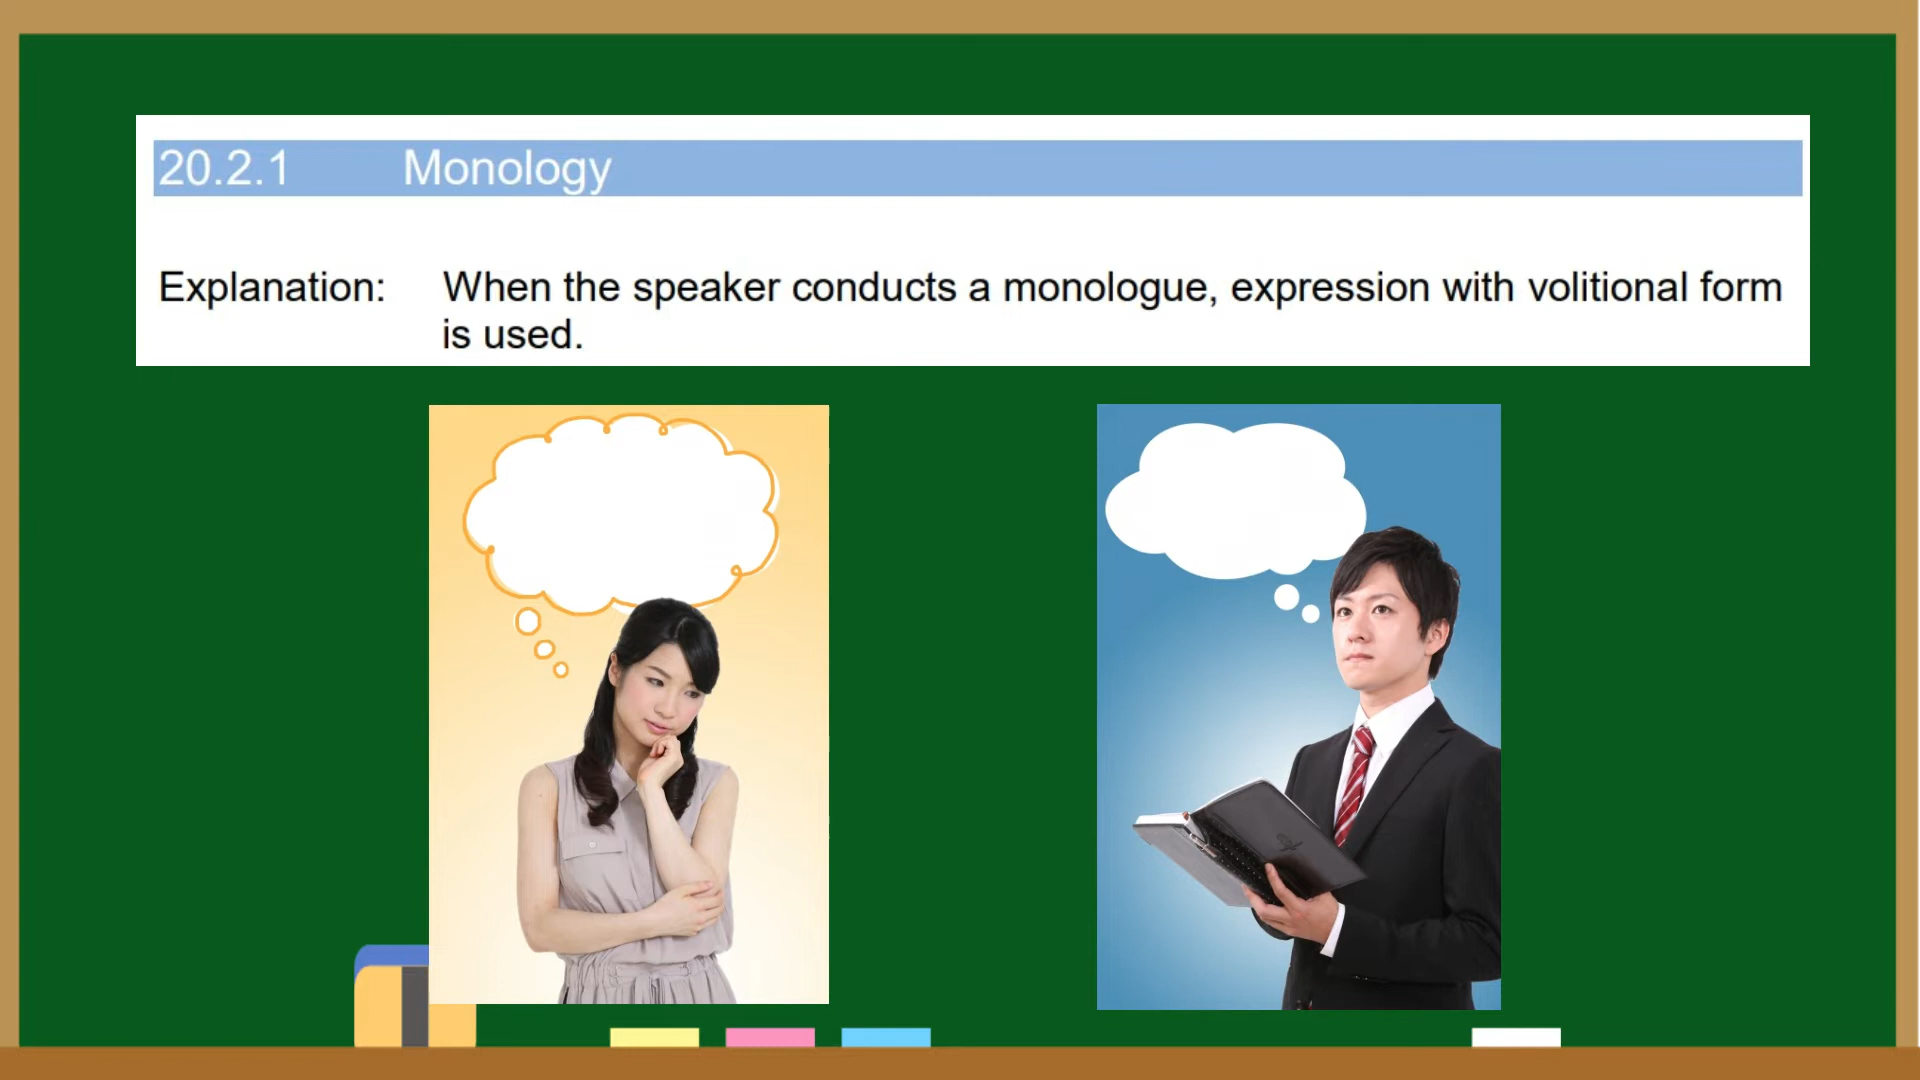 20.2.1 Monology
Explanation: When the speaker conducts a monologue, expression with volitional form
is used.